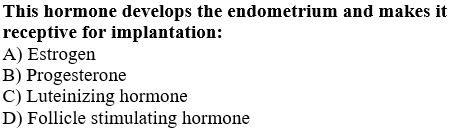 This hormone develops the endometrium and makes it
receptive for implantation:
A) Estrogen
B) Progesterone
C) Luteinizing hormone
D) Follicle stimulating hormone